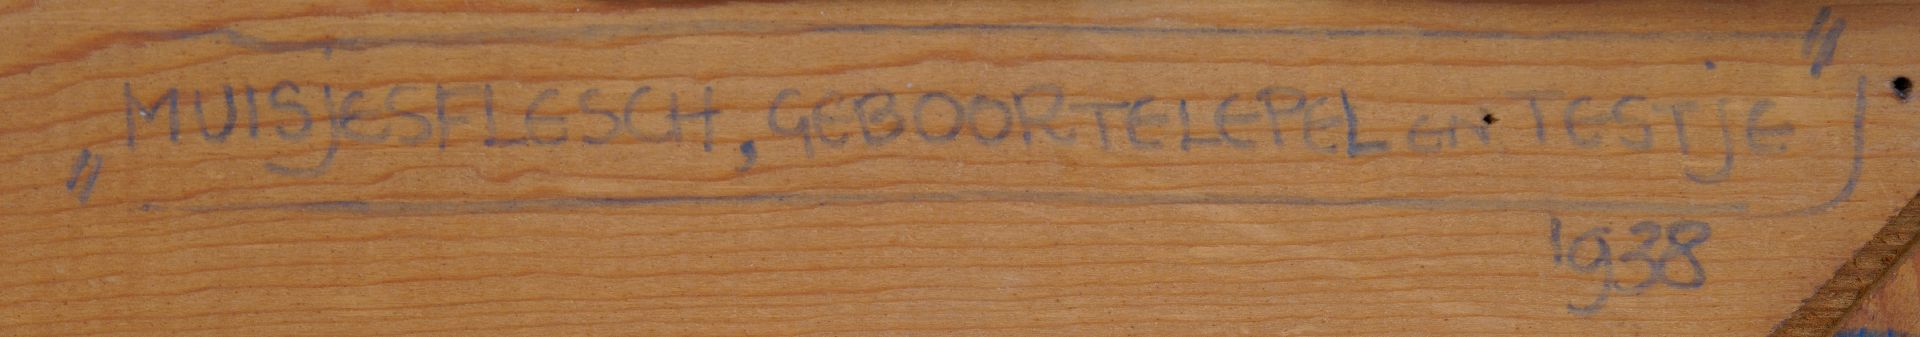 „MUISjESFLESCH, GEBOORTELEPEL EN TESTjE"
1938